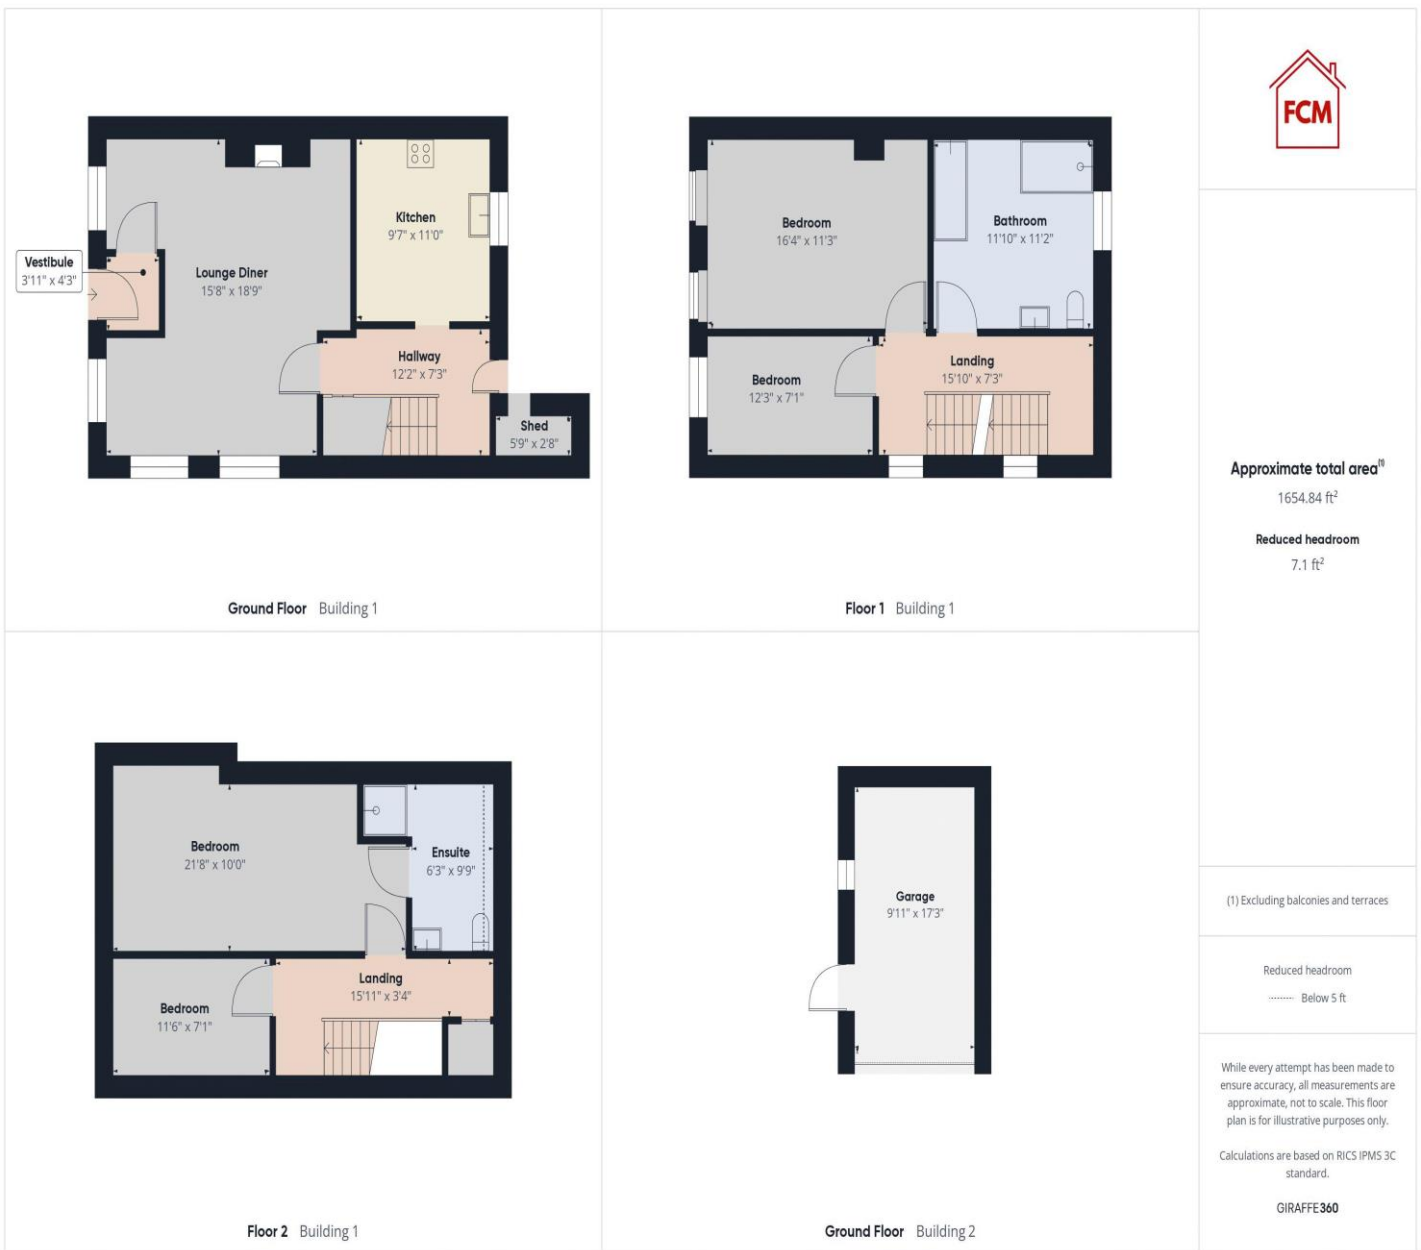 Vestibule
3'11" x 4'3"
Lounge Diner
15'8" x 18'9"
Kitchen
9'7" x 11'0"
Hallway
12'2" x 7'3"
Shed
5'9" x 2'8"
Ground Floor Building 1
Bedroom
16'4" x 11'3"
Bathroom
11'10" x 11'2"
Bedroom
12'3" x 7'1"
Landing
15'10" x 7'3"
Floor 1 Building 1
Bedroom
21'8" x 10'0"
Ensuite
6'3" x 9'9"
Bedroom
11'6" x 7'1"
Landing
15'11" x 3'4"
Floor 2 Building 1
Garage
9'11" x 17'3"
Ground Floor Building 2
FCM
Approximate total area(1)
1654.84 ft²
Reduced headroom
7.1 ft²
(1) Excluding balconies and terraces
Reduced headroom
Below 5 ft
While every attempt has been made to
ensure accuracy, all measurements are
approximate, not to scale. This floor
plan is for illustrative purposes only.
Calculations are based on RICS IPMS 3C
standard.
GIRAFFE360